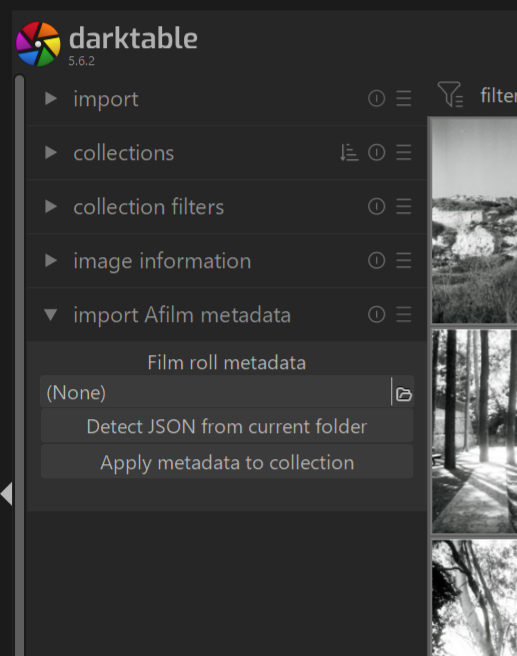 darktable
5.6.2
import
filter
collections
collection filters
image information
import Afilm metadata
Film roll metadata
(None)
Detect JSON from current folder
Apply metadata to collection